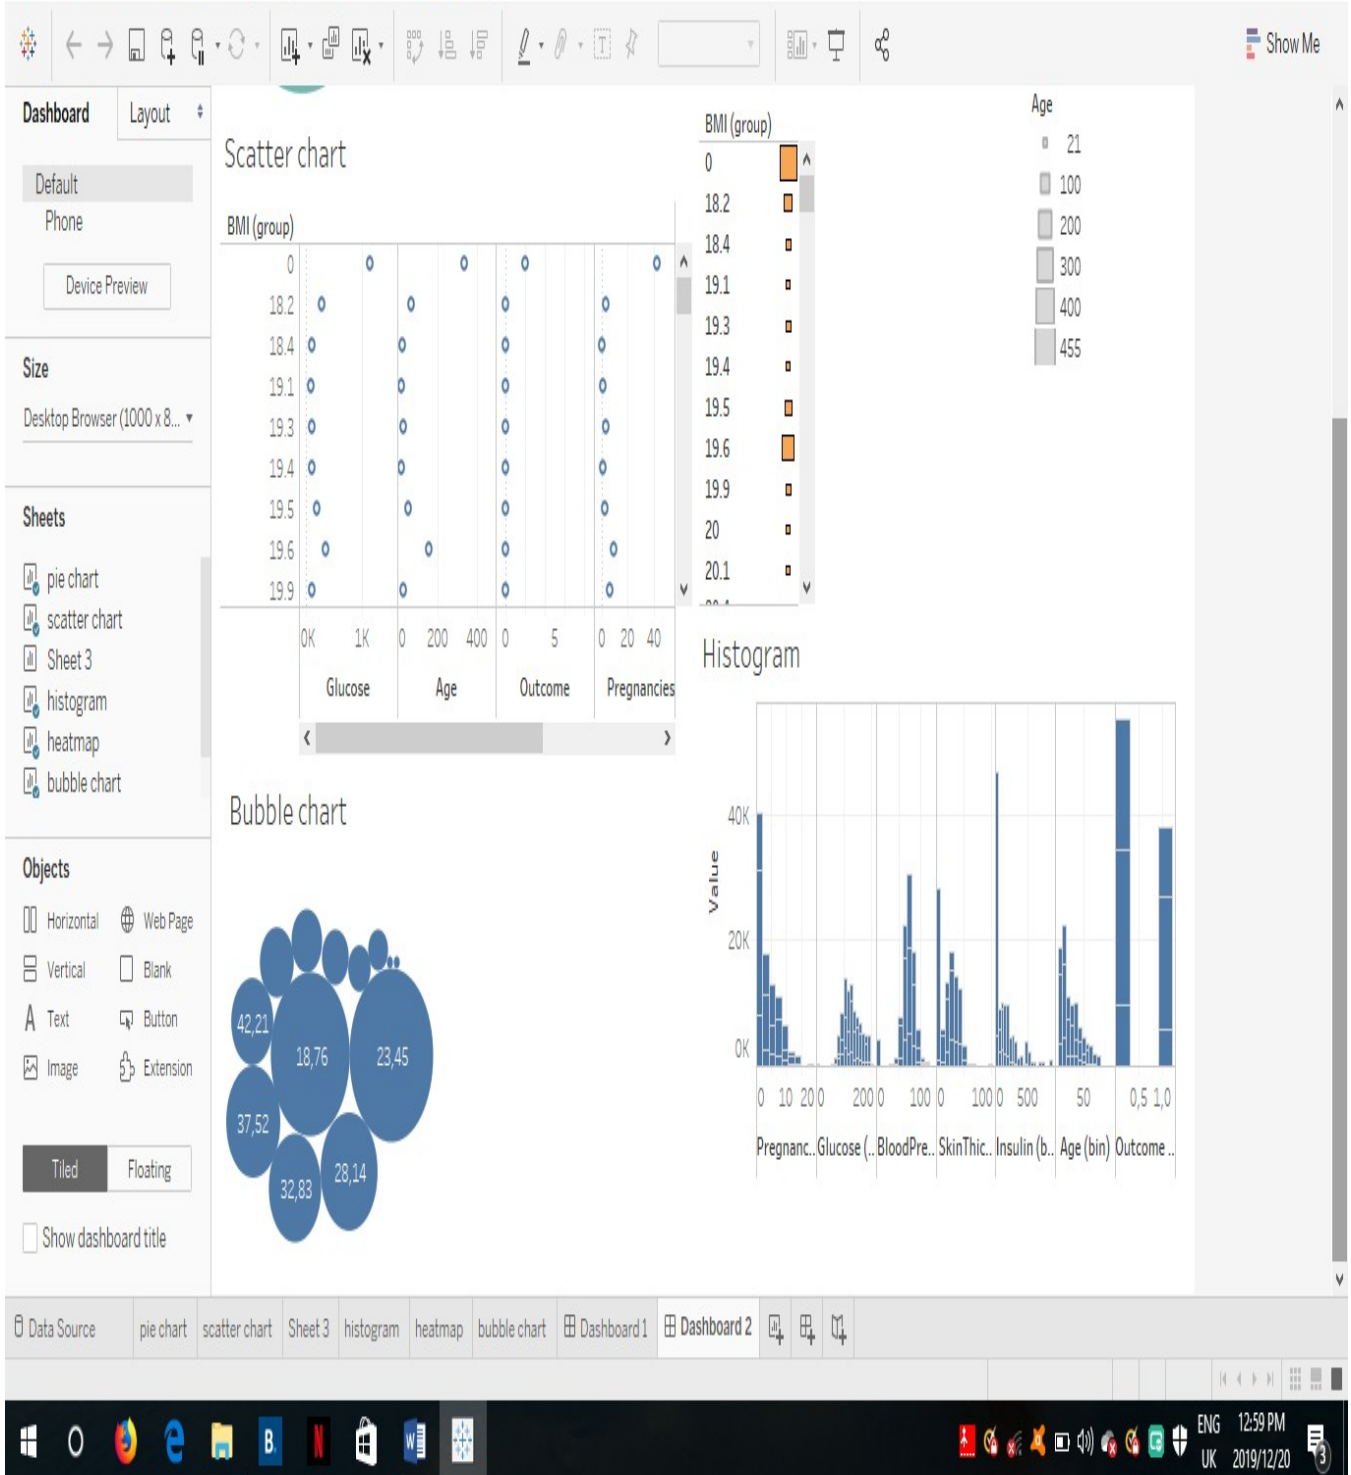 Show Me
Dashboard Layout
Default
Phone
Device Preview
Size
Desktop Browser (1000 x 8...
Sheets
pie chart
scatter chart
Sheet 3
histogram
heatmap
bubble chart
Objects
Horizontal Web Page
Vertical Blank
Text Button
Image Extension
Tiled Floating
Show dashboard title
Scatter chart
BMI (group)
0
18.2
18.4
19.1
19.3
19.4
19.5
19.6
19.9
0K 1K 0 200 400 0 5 0 20 40
Glucose Age Outcome Pregnancies
BMI (group)
0
18.2
18.4
19.1
19.3
19.4
19.5
19.6
19.9
20
20.1
Age
21
100
200
300
400
455
Bubble chart
42,21
18,76
23,45
37,52
32,83
28,14
Histogram
Value
40K
20K
0K
0 10 20 0 200 0 100 0 100 0 500 50 0,5 1,0
Pregnanc.. Glucose (.. BloodPre.. SkinThic.. Insulin (b.. Age (bin) Outcome ..
Data Source pie chart scatter chart Sheet 3 histogram heatmap bubble chart Dashboard 1 Dashboard 2
B.
N
W
ENG 12:59 PM
UK 2019/12/20
3